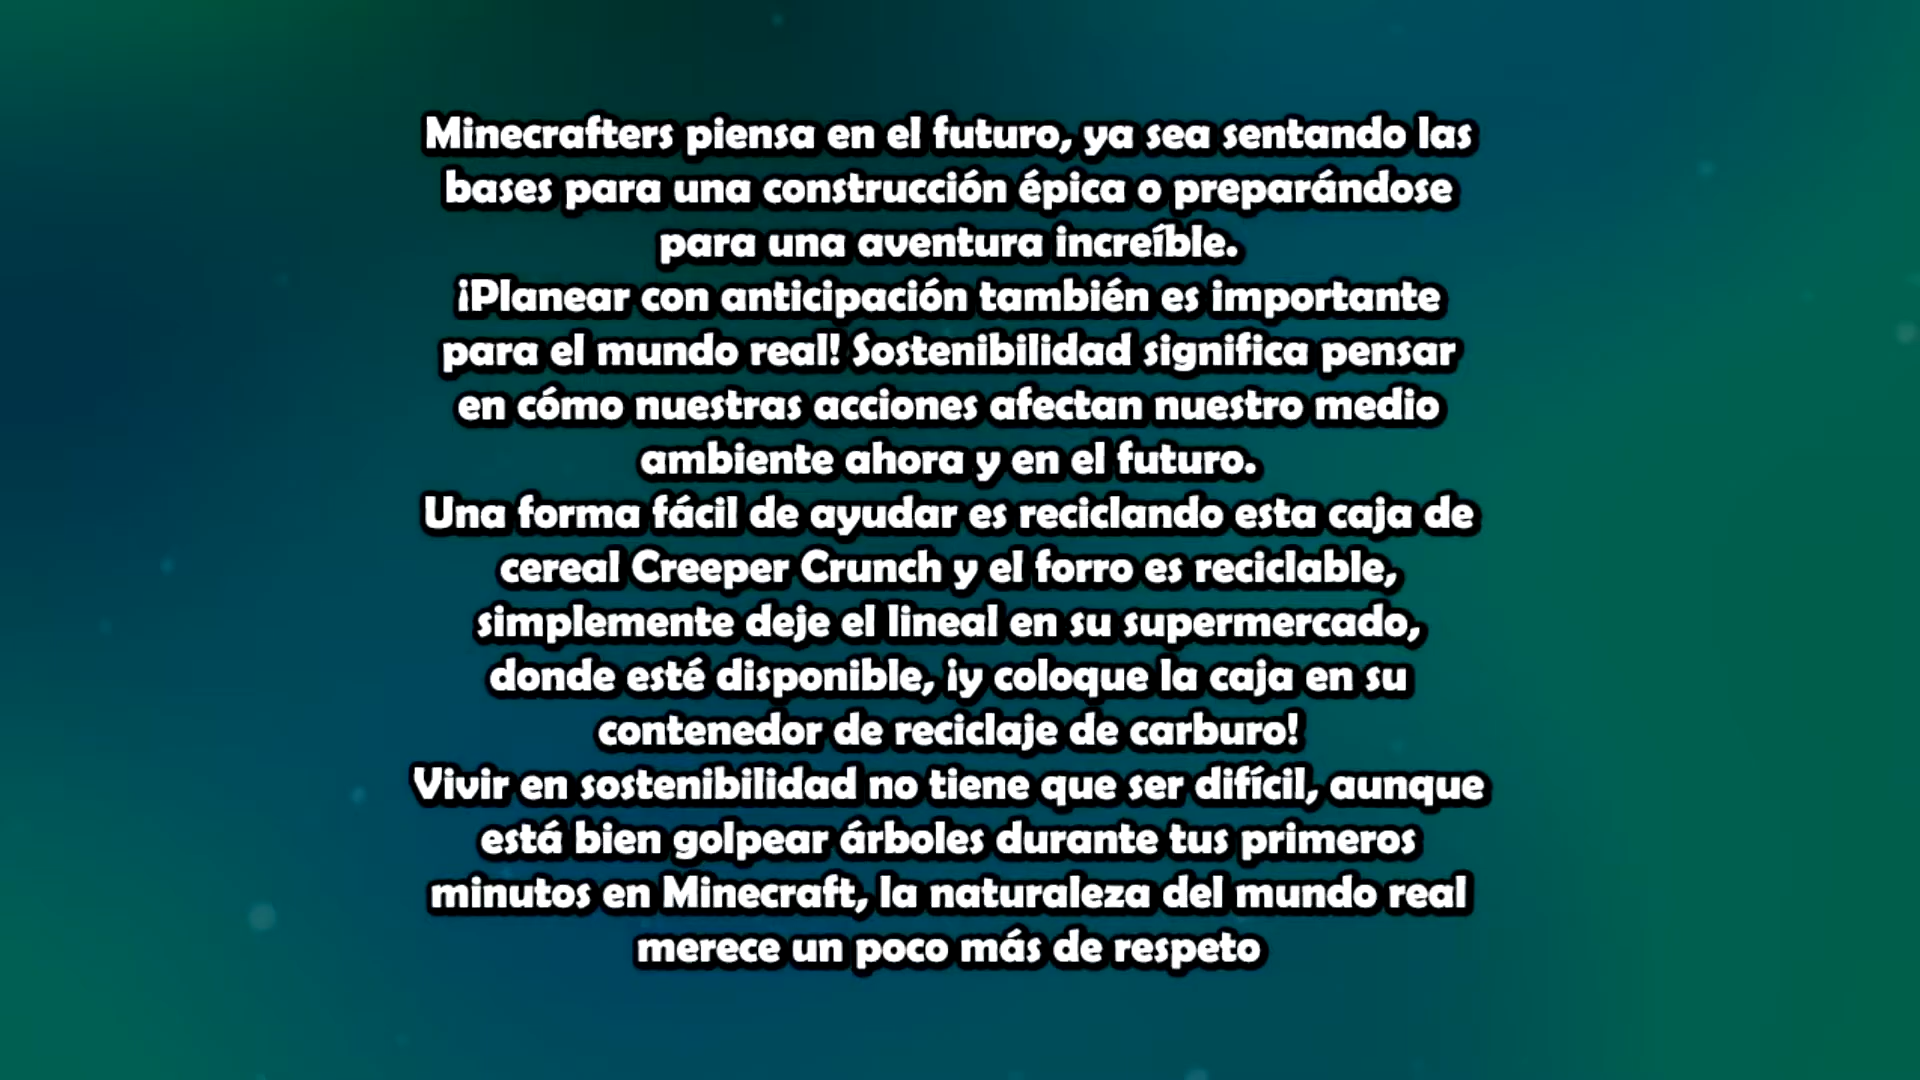 Minecrafters piensa en el futuro, ya sea sentando las
bases para una construcción épica o preparándose
para una aventura increíble.
¡Planear con anticipación también es importante
para el mundo real! Sostenibilidad significa pensar
en cómo nuestras acciones afectan nuestro medio
ambiente ahora y en el futuro.
Una forma fácil de ayudar es reciclando esta caja de
cereal Creeper Crunch y el forro es reciclable,
simplemente deje el lineal en su supermercado,
donde esté disponible, ¡y coloque la caja en su
contenedor de reciclaje de carburo!
Vivir en sostenibilidad no tiene que ser difícil, aunque
está bien golpear árboles durante tus primeros
minutos en Minecraft, la naturaleza del mundo real
merece un poco más de respeto